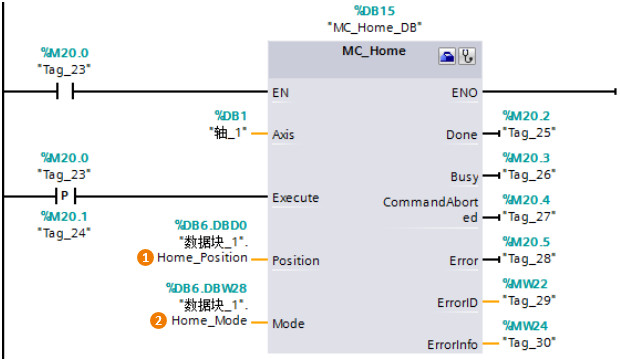 %DB15
"MC_Home_DB"
MC_Home
%M20.0
"Tag_23"
EN
ENO
%DB1
"轴_1"
Axis
%M20.2
Done
"Tag_25"
%M20.0
"Tag_23"
P
%M20.1
"Tag_24"
Execute
%M20.3
Busy
"Tag_26"
%M20.4
CommandAbort
ed
"Tag_27"
%DB6.DBD0
"数据块_1".
1 Home_Position
Position
%M20.5
Error
"Tag_28"
%DB6.DBW28
"数据块_1".
2 Home_Mode
Mode
%MW22
ErrorID
"Tag_29"
%MW24
ErrorInfo
"Tag_30"